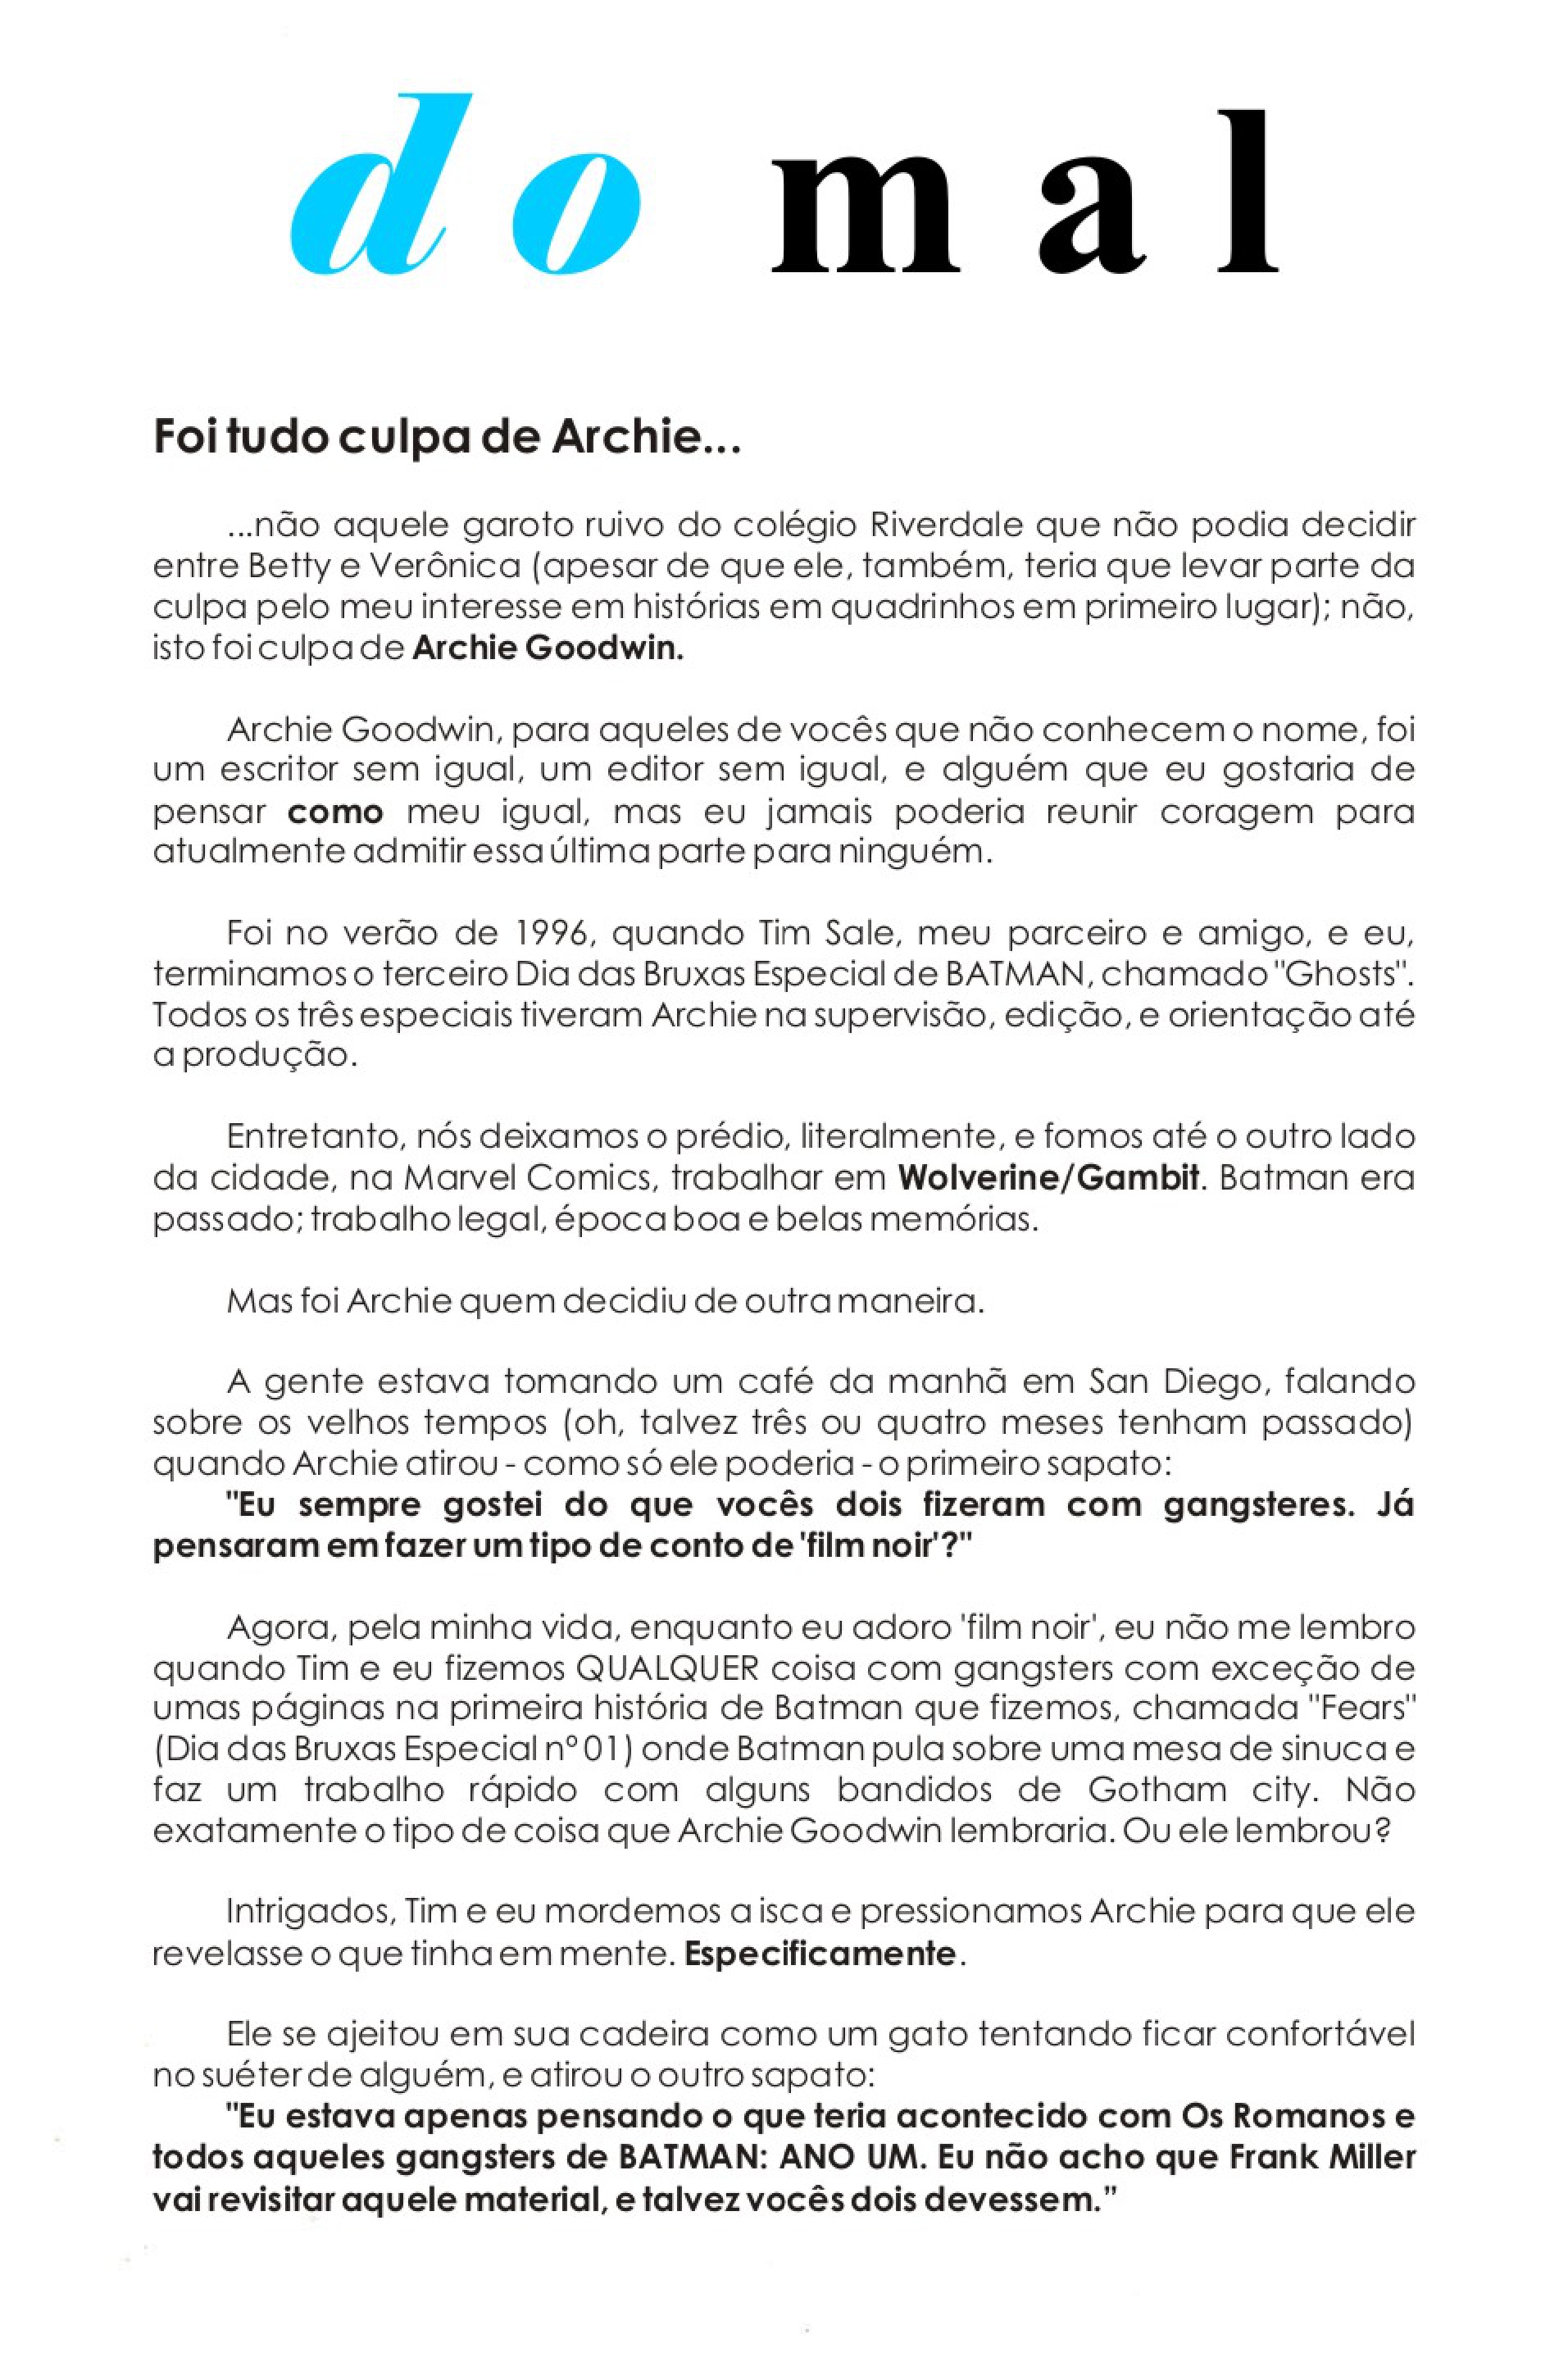 do mal
Foi tudo culpa de Archie...
...não aquele garoto ruivo do colégio Riverdale que não podia decidir
entre Betty e Verônica (apesar de que ele, também, teria que levar parte da
culpa pelo meu interesse em histórias em quadrinhos em primeiro lugar); não,
isto foi culpa de Archie Goodwin.
Archie Goodwin, para aqueles de vocês que não conhecem o nome, foi
um escritor sem igual, um editor sem igual, e alguém que eu gostaria de
pensar como meu igual, mas eu jamais poderia reunir coragem para
atualmente admitir essa última parte para ninguém.
Foi no verão de 1996, quando Tim Sale, meu parceiro e amigo, e eu,
terminamos o terceiro Dia das Bruxas Especial de BATMAN, chamado "Ghosts".
Todos os três especiais tiveram Archie na supervisão, edição, e orientação até
a produção.
Entretanto, nós deixamos o prédio, literalmente, e fomos até o outro lado
da cidade, na Marvel Comics, trabalhar em Wolverine/Gambit. Batman era
passado; trabalho legal, época boa e belas memórias.
Mas foi Archie quem decidiu de outra maneira.
A gente estava tomando um café da manhã em San Diego, falando
sobre os velhos tempos (oh, talvez três ou quatro meses tenham passado)
quando Archie atirou - como só ele poderia - o primeiro sapato:
"Eu sempre gostei do que vocês dois fizeram com gangsteres. Já
pensaram em fazer um tipo de conto de 'film noir'?"
Agora, pela minha vida, enquanto eu adoro 'film noir', eu não me lembro
quando Tim e eu fizemos QUALQUER coisa com gangsters com exceção de
umas páginas na primeira história de Batman que fizemos, chamada "Fears"
(Dia das Bruxas Especial nº 01) onde Batman pula sobre uma mesa de sinuca e
faz um trabalho rápido com alguns bandidos de Gotham city. Não
exatamente o tipo de coisa que Archie Goodwin lembraria. Ou ele lembrou?
Intrigados, Tim e eu mordemos a isca e pressionamos Archie para que ele
revelasse o que tinha em mente. Especificamente.
Ele se ajeitou em sua cadeira como um gato tentando ficar confortável
no suéter de alguém, e atirou o outro sapato:
"Eu estava apenas pensando o que teria acontecido com Os Romanos e
todos aqueles gangsters de BATMAN: ANO UM. Eu não acho que Frank Miller
vai revisitar aquele material, e talvez vocês dois devessem.”